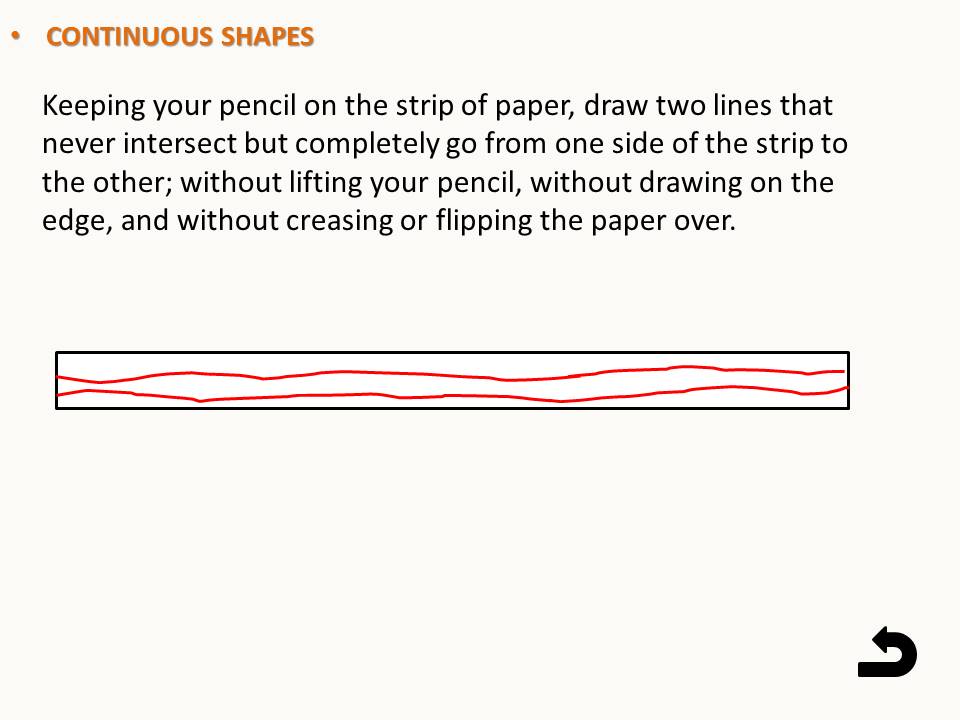 • CONTINUOUS SHAPES
Keeping your pencil on the strip of paper, draw two lines that
never intersect but completely go from one side of the strip to
the other; without lifting your pencil, without drawing on the
edge, and without creasing or flipping the paper over.